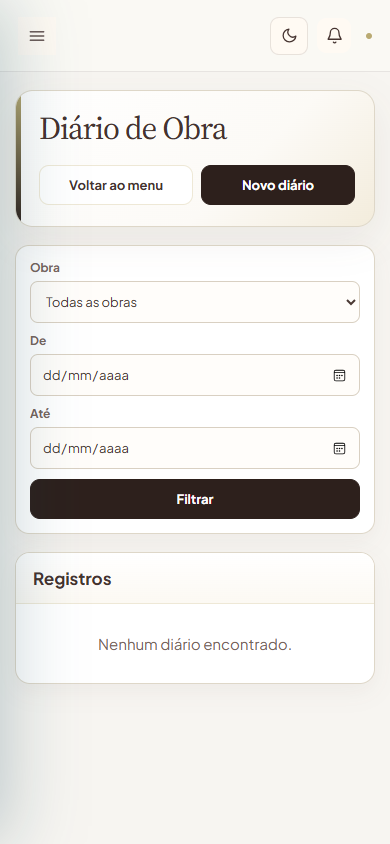 Diário de Obra
Voltar ao menu
Novo diário
Obra
Todas as obras
De
dd/mm/aaaa
Até
dd/mm/aaaa
Filtrar
Registros
Nenhum diário encontrado.